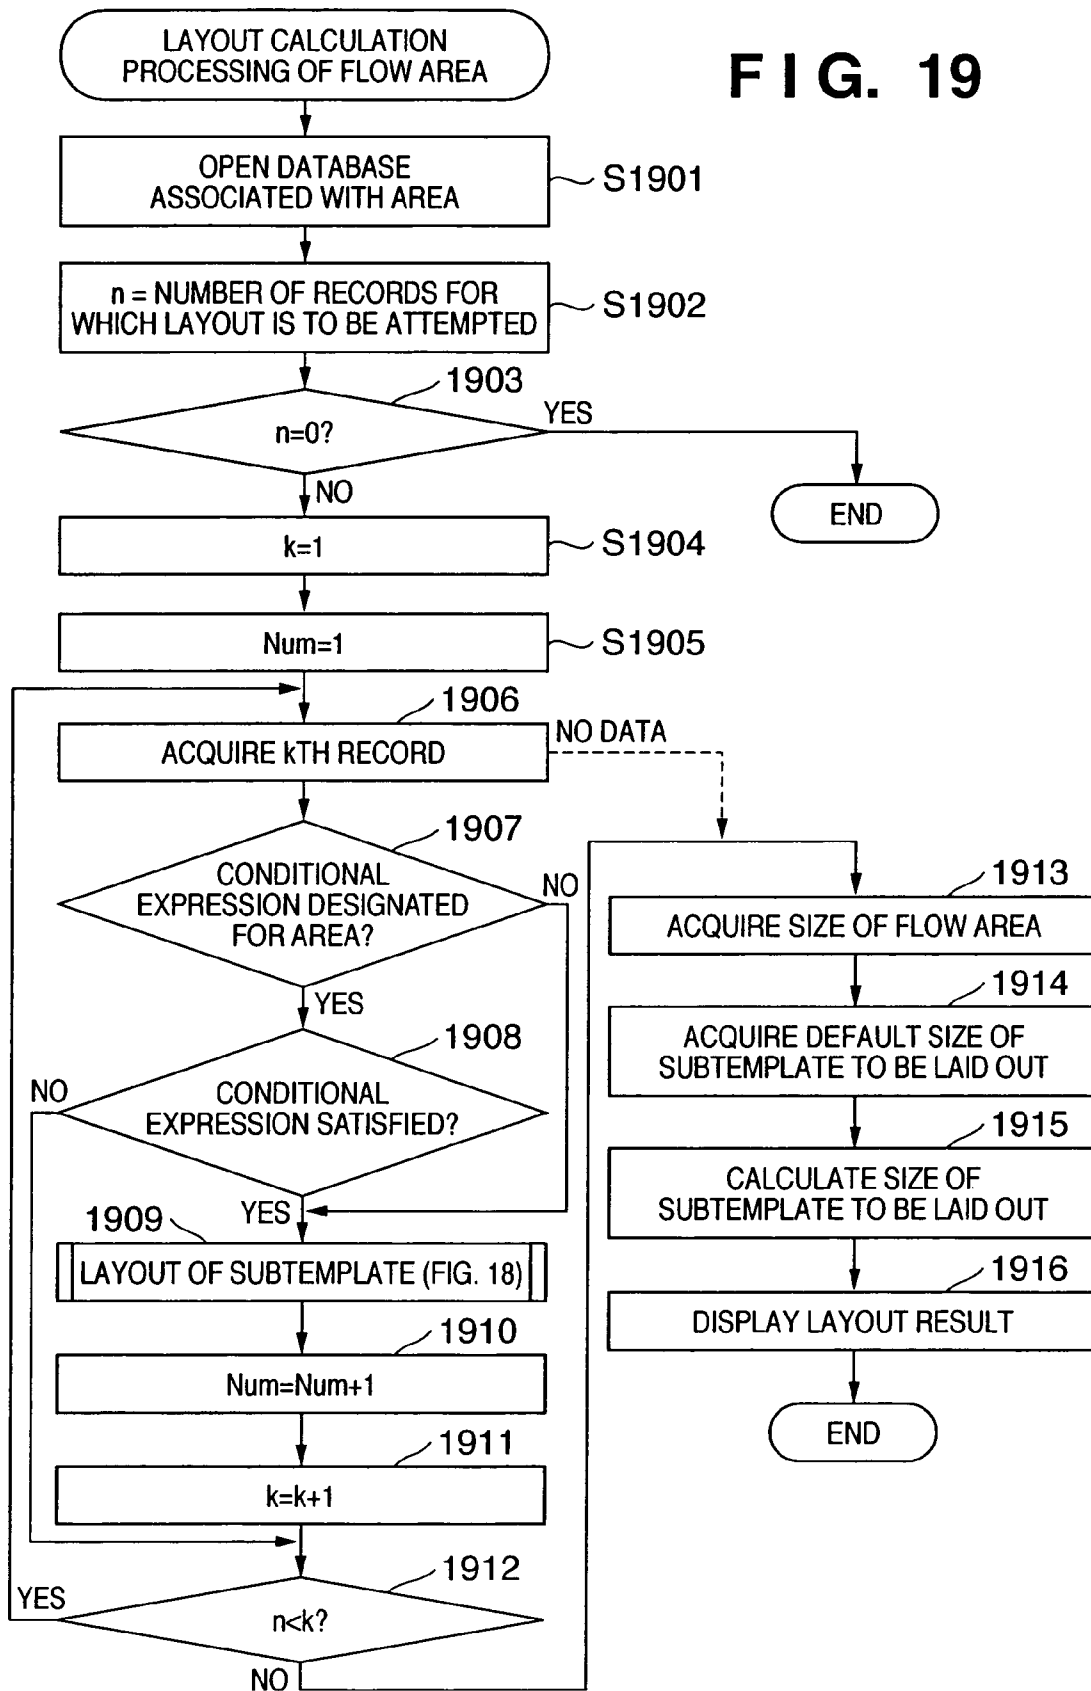 FIG. 19
LAYOUT CALCULATION
PROCESSING OF FLOW AREA
OPEN DATABASE
ASSOCIATED WITH AREA
S1901
n = NUMBER OF RECORDS FOR
WHICH LAYOUT IS TO BE ATTEMPTED
S1902
1903
n=0?
YES
END
NO
k=1
S1904
Num=1
S1905
1906
ACQUIRE kTH RECORD
NO DATA
1907
CONDITIONAL
EXPRESSION DESIGNATED
FOR AREA?
NO
YES
1908
CONDITIONAL
EXPRESSION SATISFIED?
NO
YES
1909
LAYOUT OF SUBTEMPLATE (FIG. 18)
1910
Num=Num+1
1911
k=k+1
1912
n<k?
YES
NO
1913
ACQUIRE SIZE OF FLOW AREA
1914
ACQUIRE DEFAULT SIZE OF
SUBTEMPLATE TO BE LAID OUT
1915
CALCULATE SIZE OF
SUBTEMPLATE TO BE LAID OUT
1916
DISPLAY LAYOUT RESULT
END